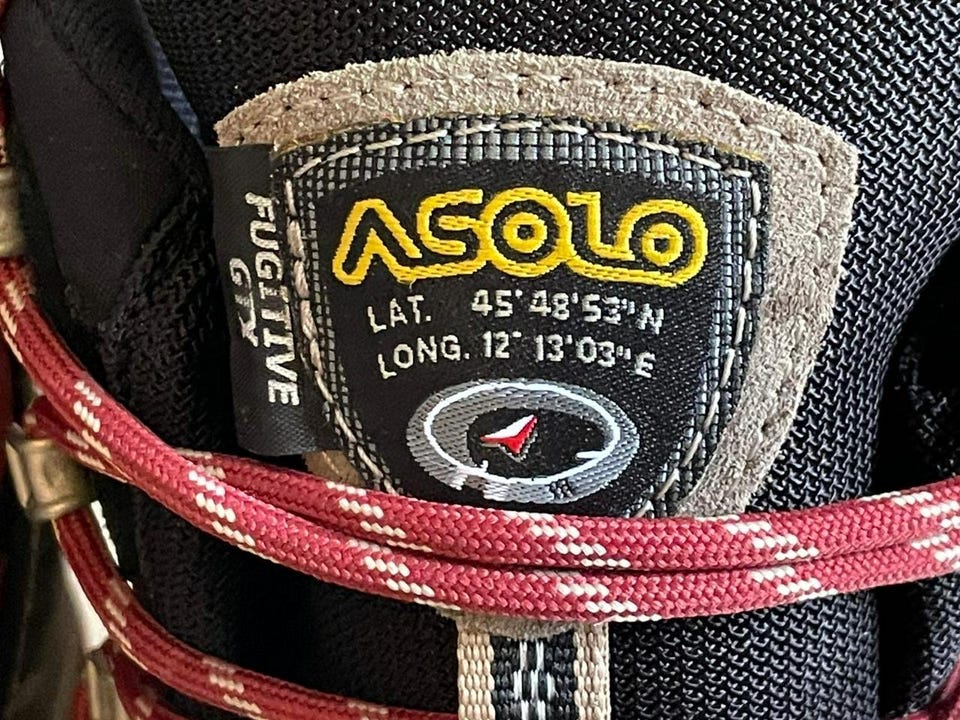 ASOLO
LAT. 45° 48'53"N
LONG. 12° 13'03"E
FUGITIVE
GTX